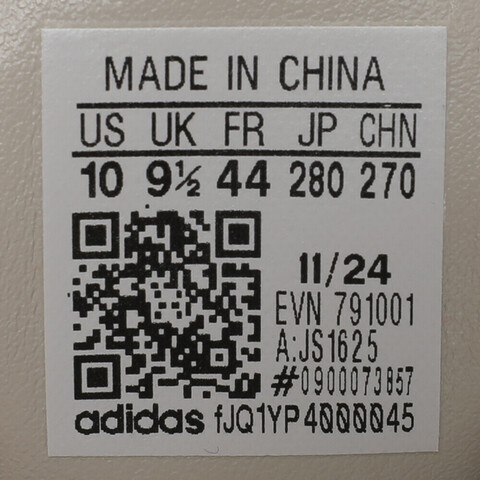 MADE IN CHINA
US UK FR JP CHN
10 9½ 44 280 270
11/24
EVN 791001
A:JS1625
#0900073857
adidas fJQ1YP4000045